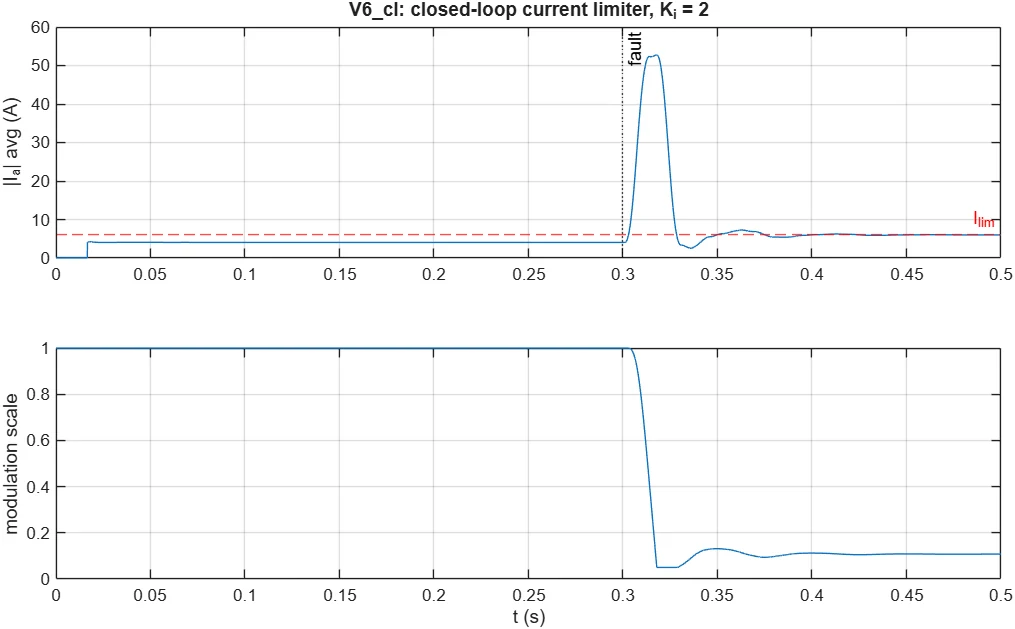 V6_cl: closed-loop current limiter, Kᵢ = 2
60
50
40
30
20
10
0
||Iₐ| avg (A)
fault
I_lim
0 0.05 0.1 0.15 0.2 0.25 0.3 0.35 0.4 0.45 0.5
1
0.8
0.6
0.4
0.2
0
modulation scale
0 0.05 0.1 0.15 0.2 0.25 0.3 0.35 0.4 0.45 0.5
t (s)